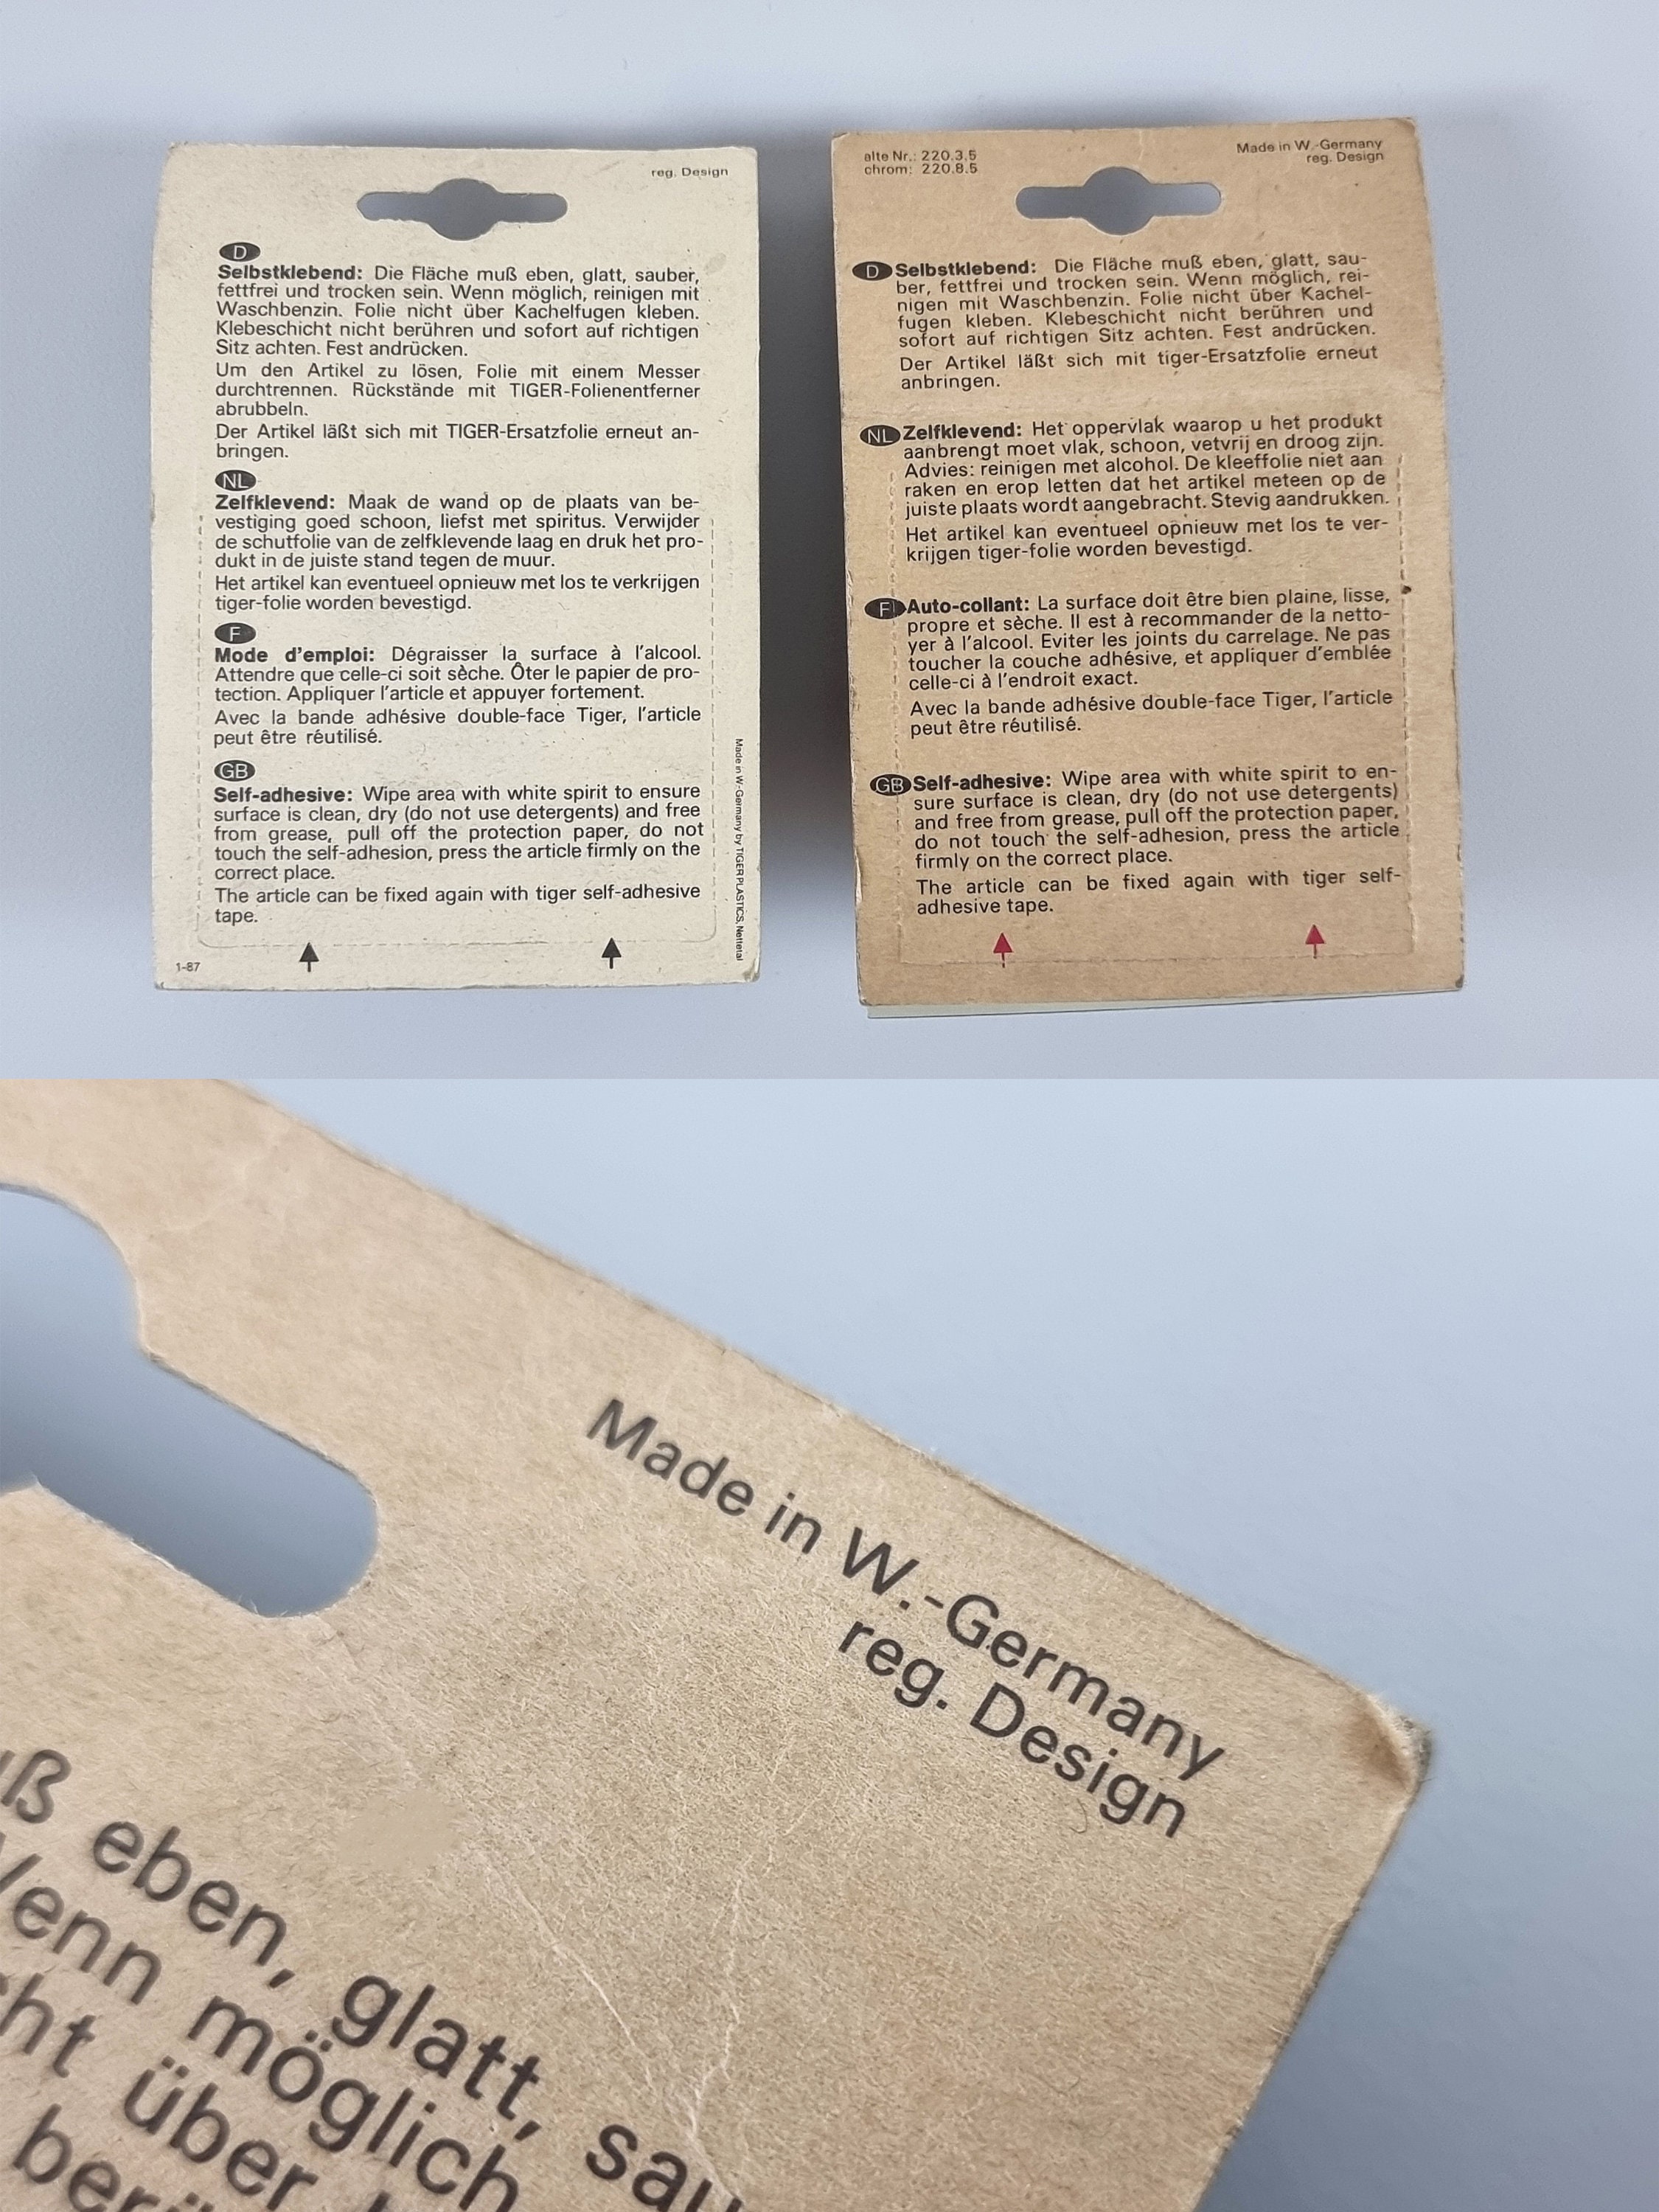 reg. Design
D
Selbstklebend: Die Fläche muß eben, glatt, sauber,
fettfrei und trocken sein. Wenn möglich, reinigen mit
Waschbenzin. Folie nicht über Kachelfugen kleben.
Klebeschicht nicht berühren und sofort auf richtigen
Sitz achten. Fest andrücken.
Um den Artikel zu lösen, Folie mit einem Messer
durchtrennen. Rückstände mit TIGER-Folienentferner
abrubbeln.
Der Artikel läßt sich mit TIGER-Ersatzfolie erneut an-
bringen.
NL
Zelfklevend: Maak de wand op de plaats van be-
vestiging goed schoon, liefst met spiritus. Verwijder
de schutfolie van de zelfklevende laag en druk het pro-
dukt in de juiste stand tegen de muur.
Het artikel kan eventueel opnieuw met los te verkrijgen
tiger-folie worden bevestigd.
F
Mode d'emploi: Dégraisser la surface à l'alcool.
Attendre que celle-ci soit sèche. Ôter le papier de pro-
tection. Appliquer l'article et appuyer fortement.
Avec la bande adhésive double-face Tiger, l'article
peut être réutilisé.
GB
Self-adhesive: Wipe area with white spirit to ensure
surface is clean, dry (do not use detergents) and free
from grease, pull off the protection paper, do not
touch the self-adhesion, press the article firmly on the
correct place.
The article can be fixed again with tiger self-adhesive
tape.
1-87
Made in W.-Germany by TIGER PLASTICS, Nettetal
alte Nr.: 220.3.5
chrom: 220.8.5
Made in W.-Germany
reg. Design
D Selbstklebend: Die Fläche muß eben, glatt, sau-
ber, fettfrei und trocken sein. Wenn möglich, rei-
nigen mit Waschbenzin. Folie nicht über Kachel-
fugen kleben. Klebeschicht nicht berühren und
sofort auf richtigen Sitz achten. Fest andrücken.
Der Artikel läßt sich mit tiger-Ersatzfolie erneut
anbringen.
NL Zelfklevend: Het oppervlak waarop u het produkt
aanbrengt moet vlak, schoon, vetvrij en droog zijn.
Advies: reinigen met alcohol. De kleeffolie niet aan
raken en erop letten dat het artikel meteen op de
juiste plaats wordt aangebracht. Stevig aandrukken.
Het artikel kan eventueel opnieuw met los te ver-
krijgen tiger-folie worden bevestigd.
F Auto-collant: La surface doit être bien plaine, lisse,
propre et sèche. Il est à recommander de la netto-
yer à l'alcool. Eviter les joints du carrelage. Ne pas
toucher la couche adhésive, et appliquer d'emblée
celle-ci à l'endroit exact.
Avec la bande adhésive double-face Tiger, l'article
peut être réutilisé.
GB Self-adhesive: Wipe area with white spirit to en-
sure surface is clean, dry (do not use detergents)
and free from grease, pull off the protection paper,
do not touch the self-adhesion, press the article
firmly on the correct place.
The article can be fixed again with tiger self-
adhesive tape.
Made in W.-Germany
reg. Design
uß eben, glatt, sau
Wenn möglich
cht über
berü